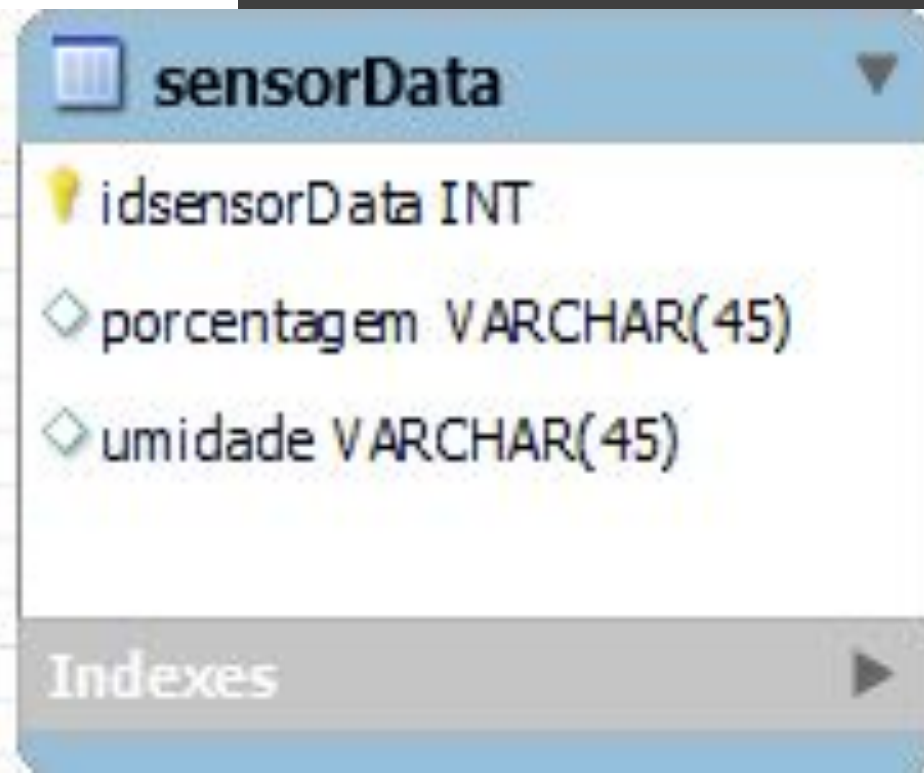 sensorData
idsensorData INT
porcentagem VARCHAR(45)
umidade VARCHAR(45)
Indexes